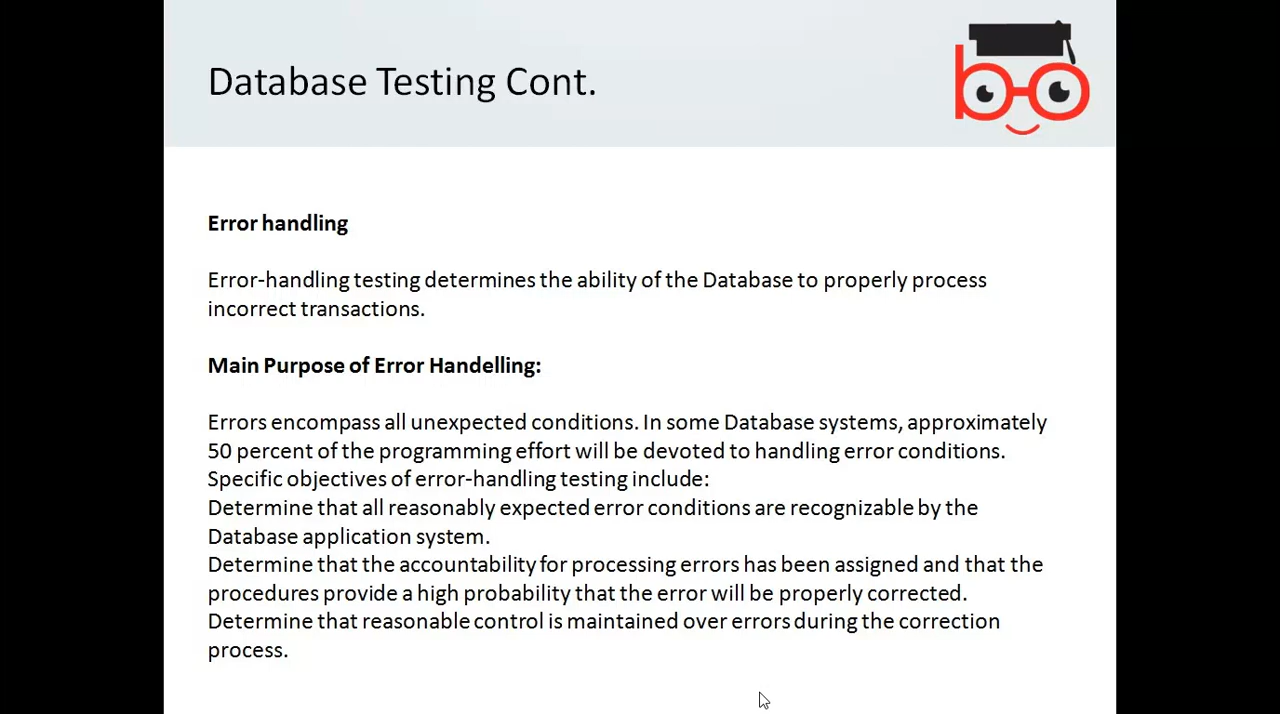 Database Testing Cont.
Error handling
Error-handling testing determines the ability of the Database to properly process
incorrect transactions.
Main Purpose of Error Handelling:
Errors encompass all unexpected conditions. In some Database systems, approximately
50 percent of the programming effort will be devoted to handling error conditions.
Specific objectives of error-handling testing include:
Determine that all reasonably expected error conditions are recognizable by the
Database application system.
Determine that the accountability for processing errors has been assigned and that the
procedures provide a high probability that the error will be properly corrected.
Determine that reasonable control is maintained over errors during the correction
process.